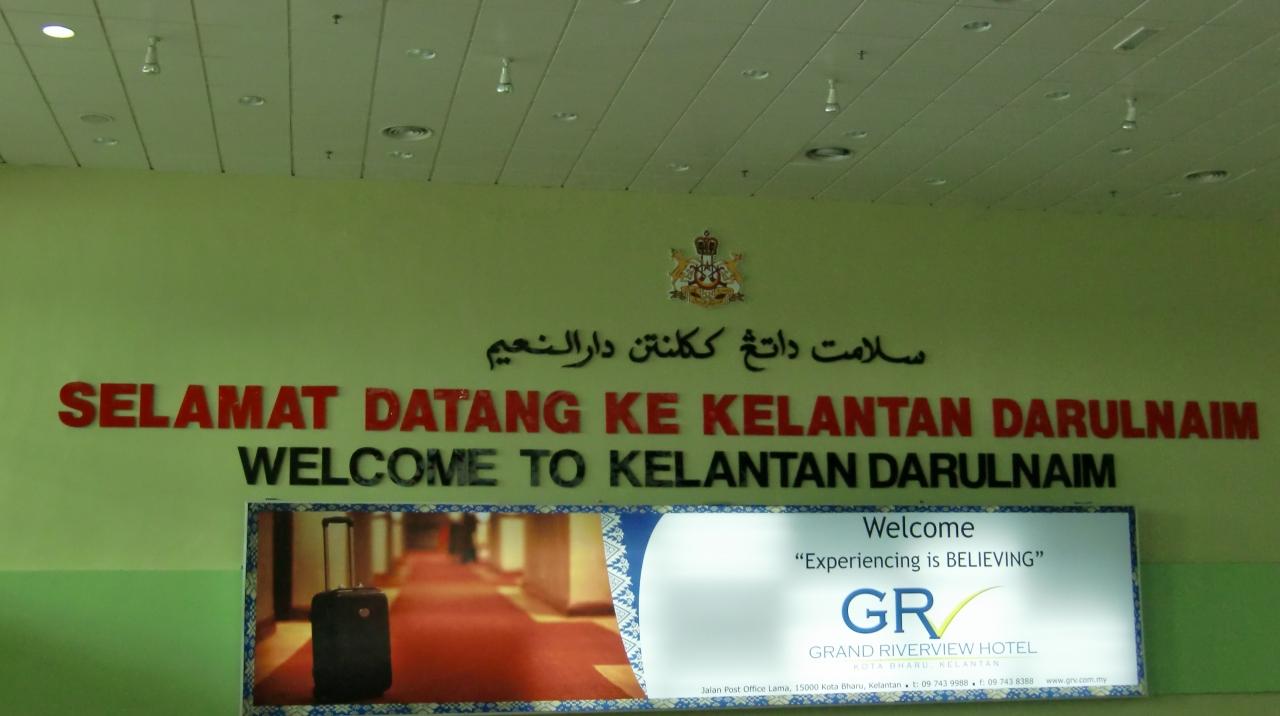 سلامت داتڠ ککلنتن دارالنعيم
SELAMAT DATANG KE KELANTAN DARULNAIM
WELCOME TO KELANTAN DARULNAIM
Welcome
“Experiencing is BELIEVING”
GRV
GRAND RIVERVIEW HOTEL
KOTA BHARU, KELANTAN
Jalan Post Office Lama, 15000 Kota Bharu, Kelantan • t: 09 743 9988 • f: 09 743 8388 www.grv.com.my